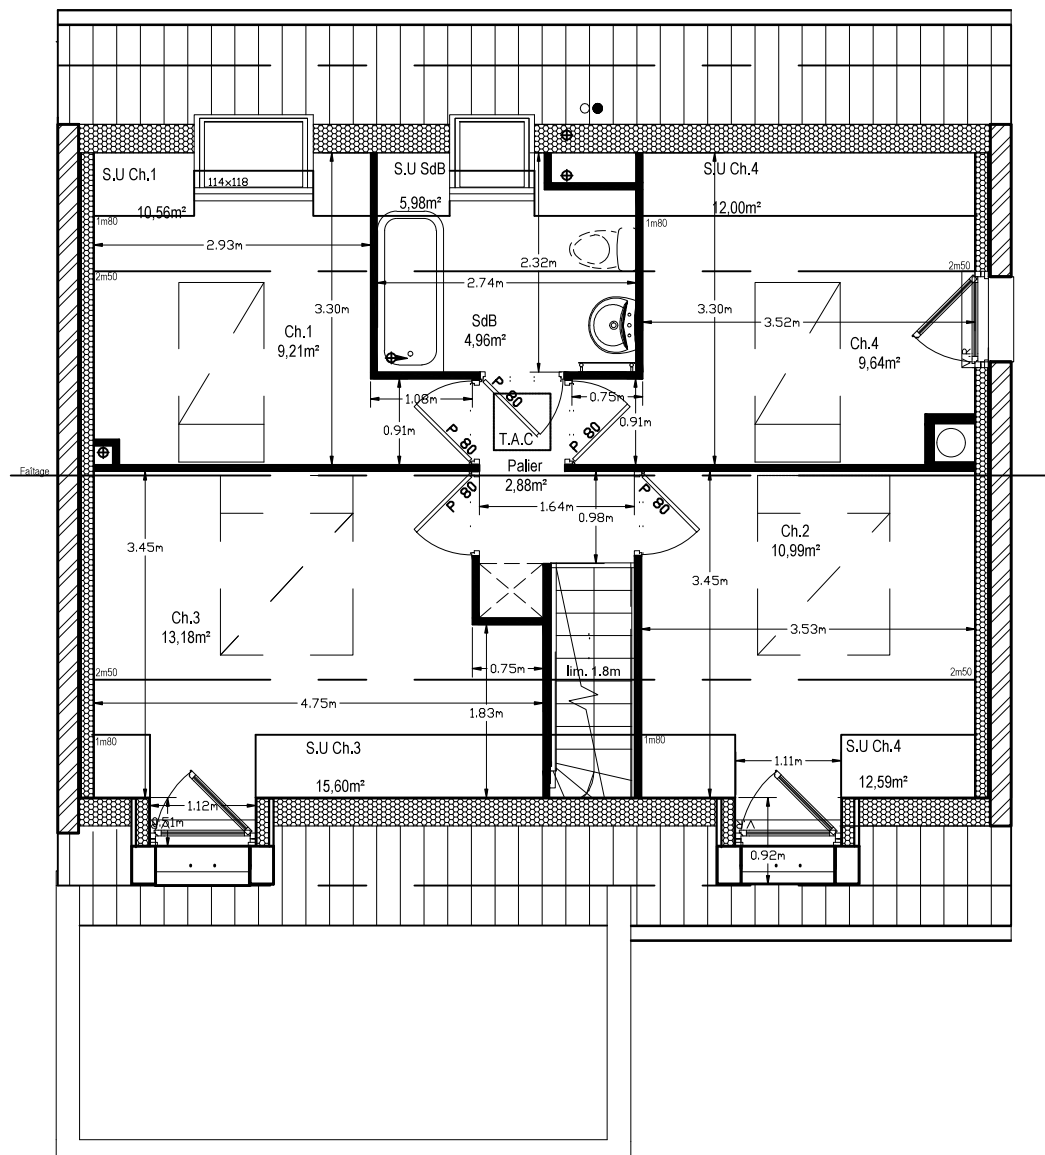 S.U Ch.1
10,56m²
114x118
S.U SdB
5,98m²
S.U Ch.4
12,00m²
1m80
1m80
2.93m
2.32m
2m50
2m50
2.74m
3.30m
3.30m
3.52m
Ch.1
9,21m²
SdB
4,96m²
Ch.4
9,64m²
R
P 80
1.08m
0.75m
0.91m
0.91m
P 80
P 80
T.A.C
Palier
2,88m²
Faîtage
P 80
P 80
1.64m
0.98m
3.45m
Ch.2
10,99m²
3.45m
Ch.3
13,18m²
3.53m
2m50
0.75m
lim. 1.8m
2m50
4.75m
1.83m
1m80
S.U Ch.3
15,60m²
1m80
1.11m
S.U Ch.4
12,59m²
1.12m
0.51m
0.92m